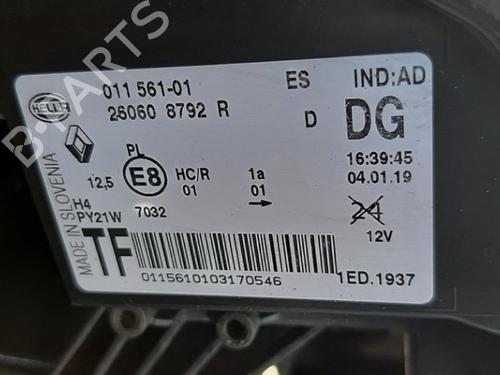 B-PARTS
HELLA
011 561-01 ES IND:AD
26060 8792 R D DG
PL 16:39:45
12,5 E8 HC/R 1a 04.01.19
01 01
H4
PY21W 7032 24
12V
MADE IN SLOVENIA
TF
0115610103170546 1ED.1937